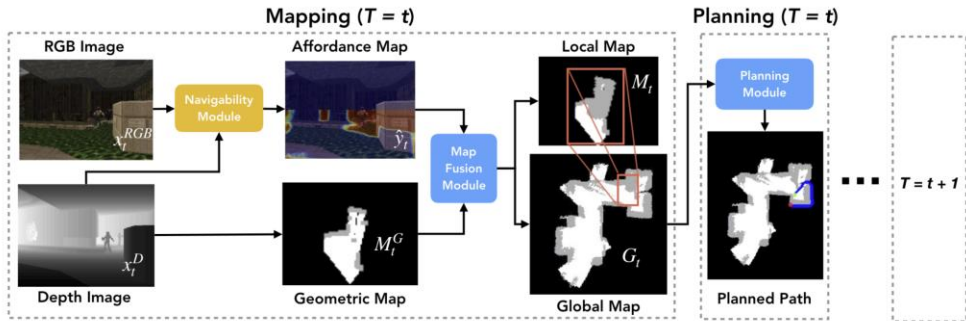 Mapping (T = t)
Planning (T = t)
RGB Image
Affordance Map
Local Map
x_t^{RGB}
Navigability
Module
ŷ_t
M_t
Planning
Module
Map
Fusion
Module
x_t^D
M_t^G
G_t
T = t + 1
Depth Image
Geometric Map
Global Map
Planned Path